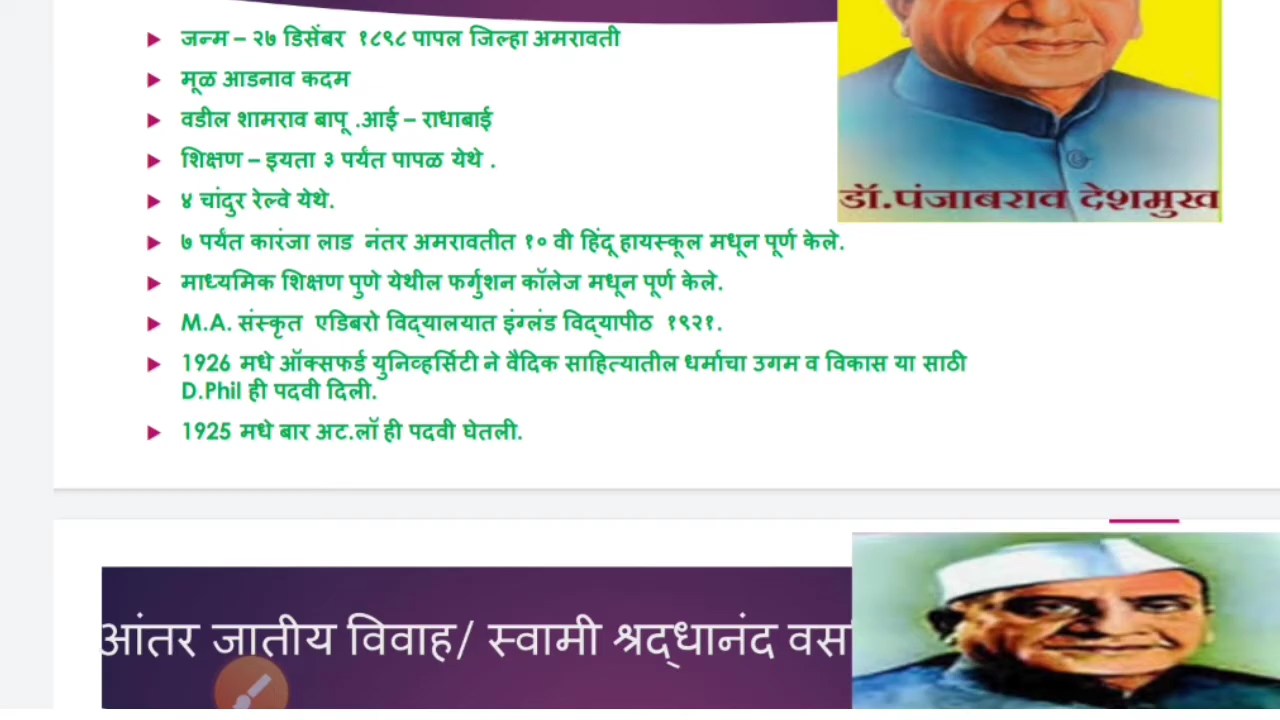 जन्म – २७ डिसेंबर १८९८ पापल जिल्हा अमरावती
मूळ आडनाव कदम
वडील शामराव बापू .आई – राधाबाई
शिक्षण – इयता ३ पर्यंत पापळ येथे .
डॉ.पंजाबराव देशमुख
४ चांदुर रेल्वे येथे.
७ पर्यंत कारंजा लाड नंतर अमरावतीत १० वी हिंदू हायस्कूल मधून पूर्ण केले.
माध्यमिक शिक्षण पुणे येथील फर्गुशन कॉलेज मधून पूर्ण केले.
M.A. संस्कृत एडिबरो विद्यालयात इंग्लंड विद्यापीठ १९२१.
1926 मधे ऑक्सफर्ड युनिव्हर्सिटी ने वैदिक साहित्यातील धर्माचा उगम व विकास या साठी
D.Phil ही पदवी दिली.
1925 मधे बार अट.लॉ ही पदवी घेतली.
आंतर जातीय विवाह/ स्वामी श्रद्धानंद